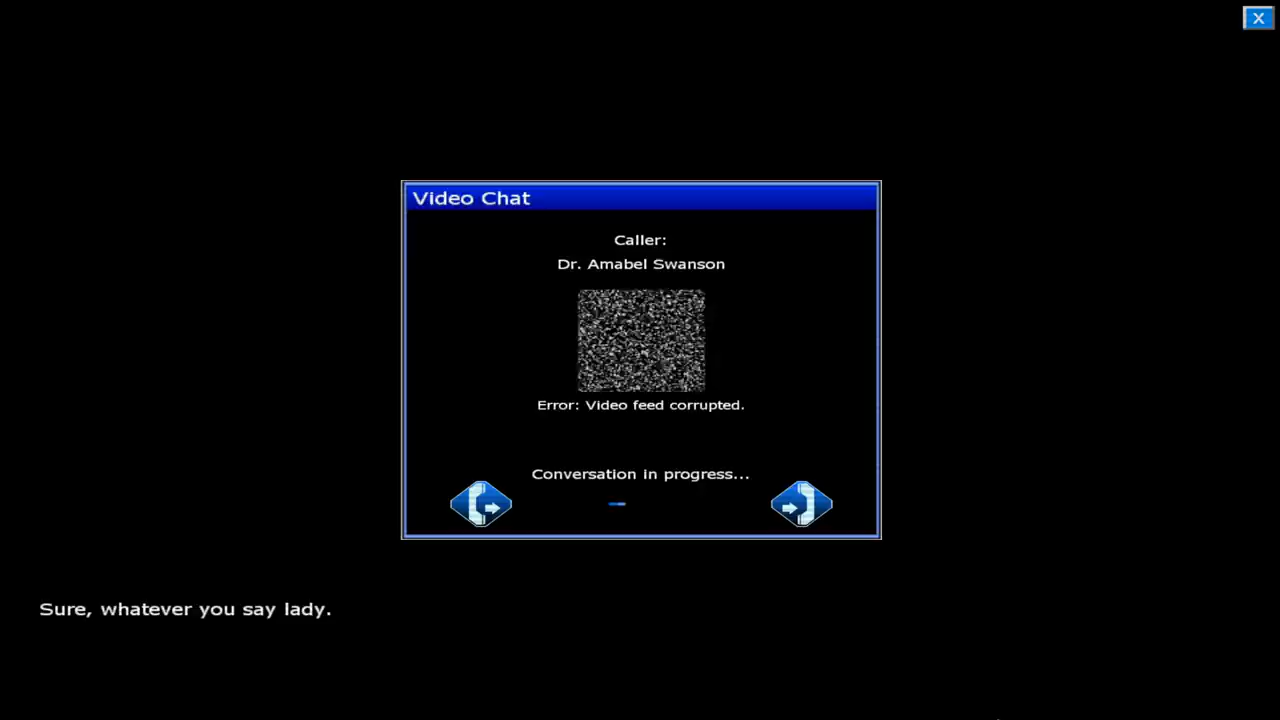 X
Video Chat
Caller:
Dr. Amabel Swanson
Error: Video feed corrupted.
Conversation in progress...
Sure, whatever you say lady.